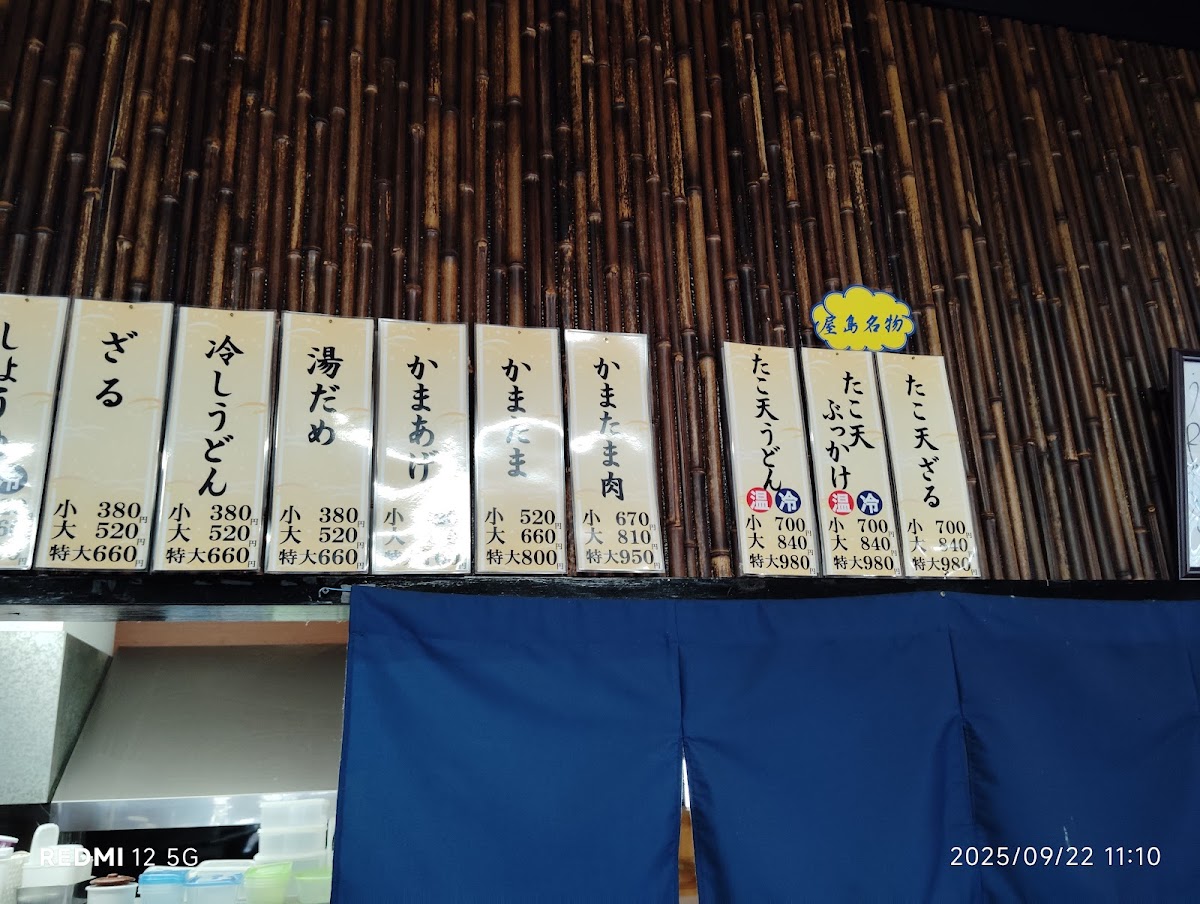 しょうゆ
冷
ざる
小 380円
大 520円
特大660円
冷しうどん
小 380円
大 520円
特大660円
湯だめ
小 380円
大 520円
特大660円
かまあげ
小
大
かまたま
小 520円
大 660円
特大800円
かまたま肉
小 670円
大 810円
特大950円
たこ天うどん
温 冷
小 700円
大 840円
特大980円
屋島名物
たこ天
ぶっかけ
温 冷
小 700円
大 840円
特大980円
たこ天ざる
小 700円
大 840円
特大980円
REDMI 12 5G
2025/09/22 11:10